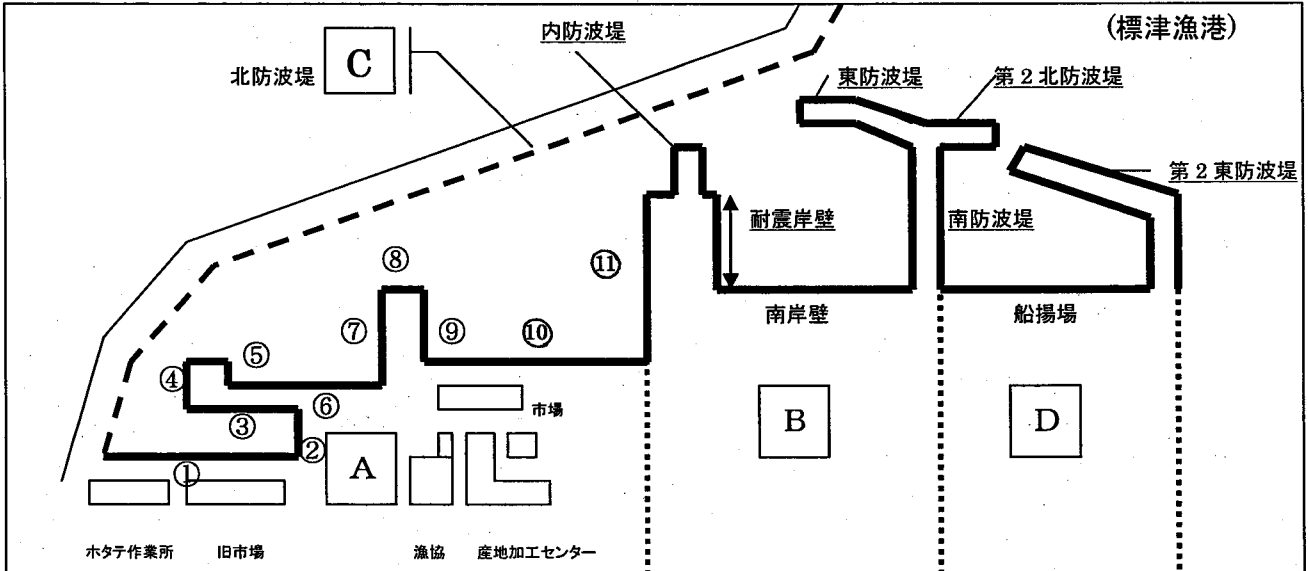 (標津漁港)
内防波堤
北防波堤
C
東防波堤
第2北防波堤
第2東防波堤
耐震岸壁
南防波堤
⑧
⑪
南岸壁
船揚場
⑦
⑨
⑩
⑤
④
⑥
③
市場
②
A
B
D
①
ホタテ作業所
旧市場
漁協
産地加工センター